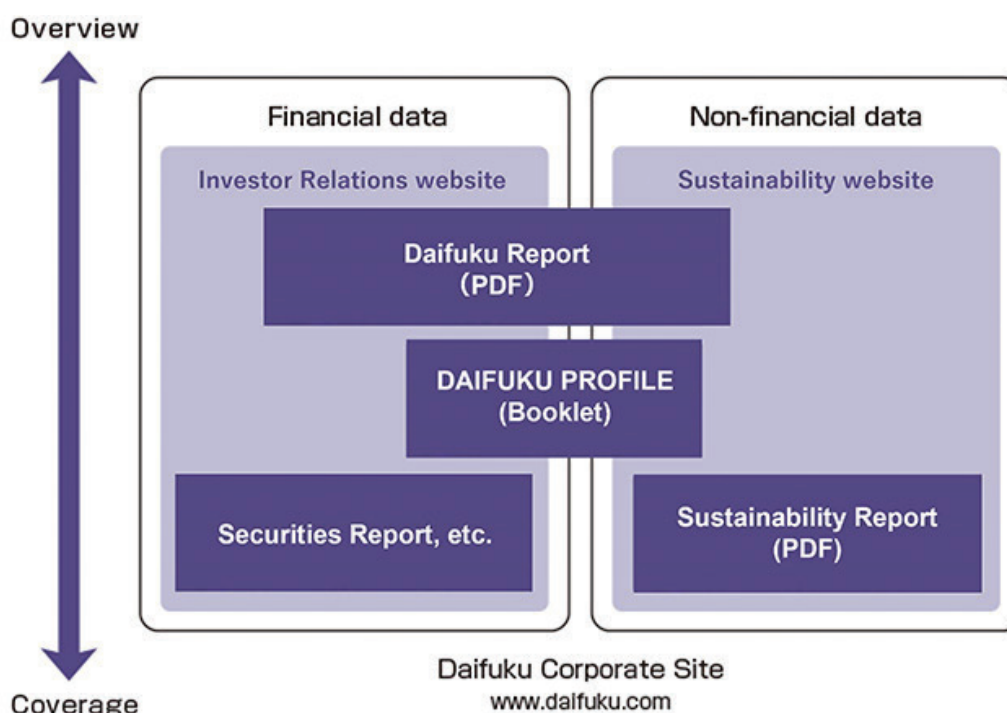 Overview
Financial data
Non-financial data
Investor Relations website
Sustainability website
Daifuku Report
(PDF)
DAIFUKU PROFILE
(Booklet)
Securities Report, etc.
Sustainability Report
(PDF)
Daifuku Corporate Site
www.daifuku.com
Coverage